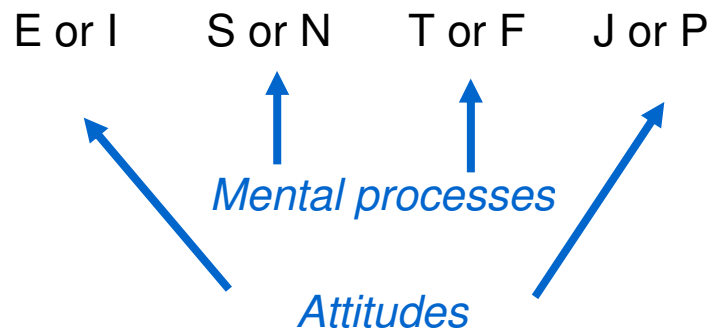 E or I S or N T or F J or P
Mental processes
Attitudes